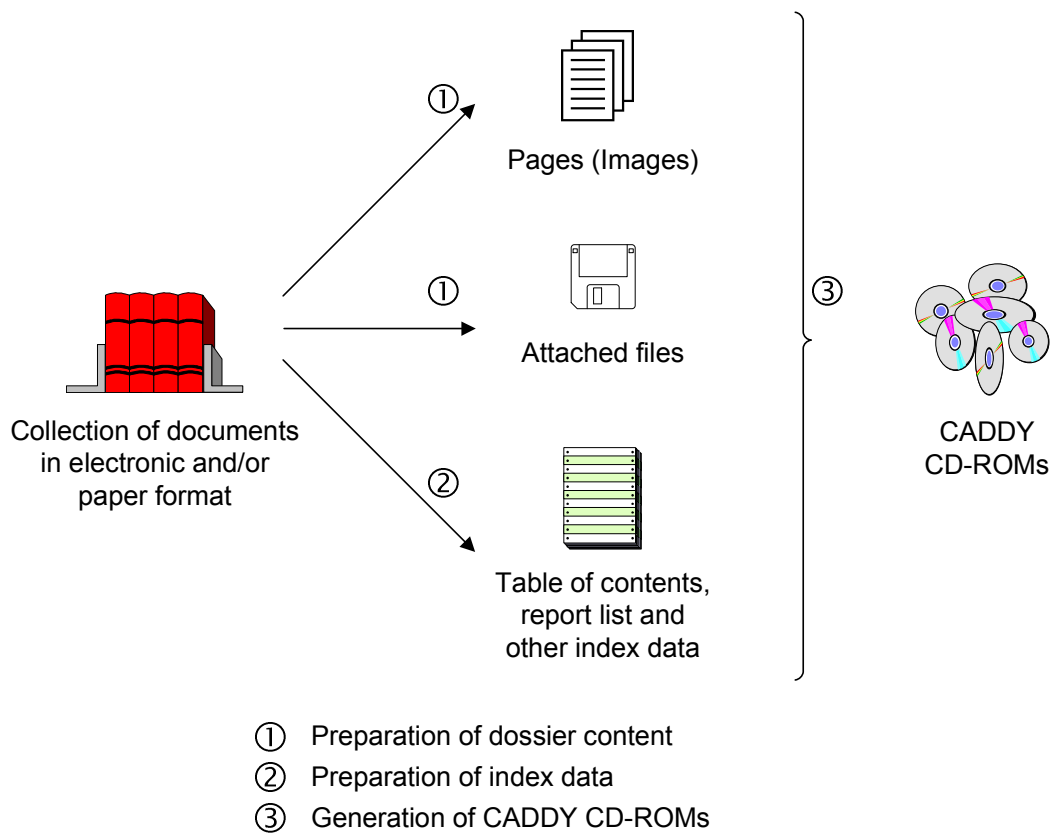 ①
Pages (Images)
①
Attached files
③
Collection of documents
in electronic and/or
paper format
②
Table of contents,
report list and
other index data
CADDY
CD-ROMs
① Preparation of dossier content
② Preparation of index data
③ Generation of CADDY CD-ROMs